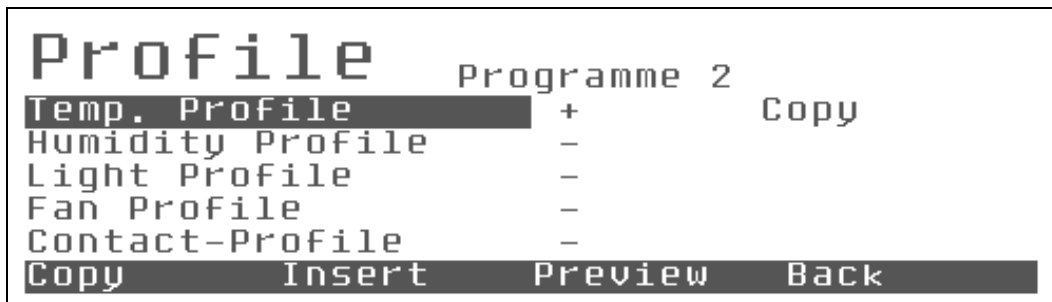 Profile Programme 2
Temp. Profile + Copy
Humidity Profile -
Light Profile -
Fan Profile -
Contact-Profile -
Copy Insert Preview Back